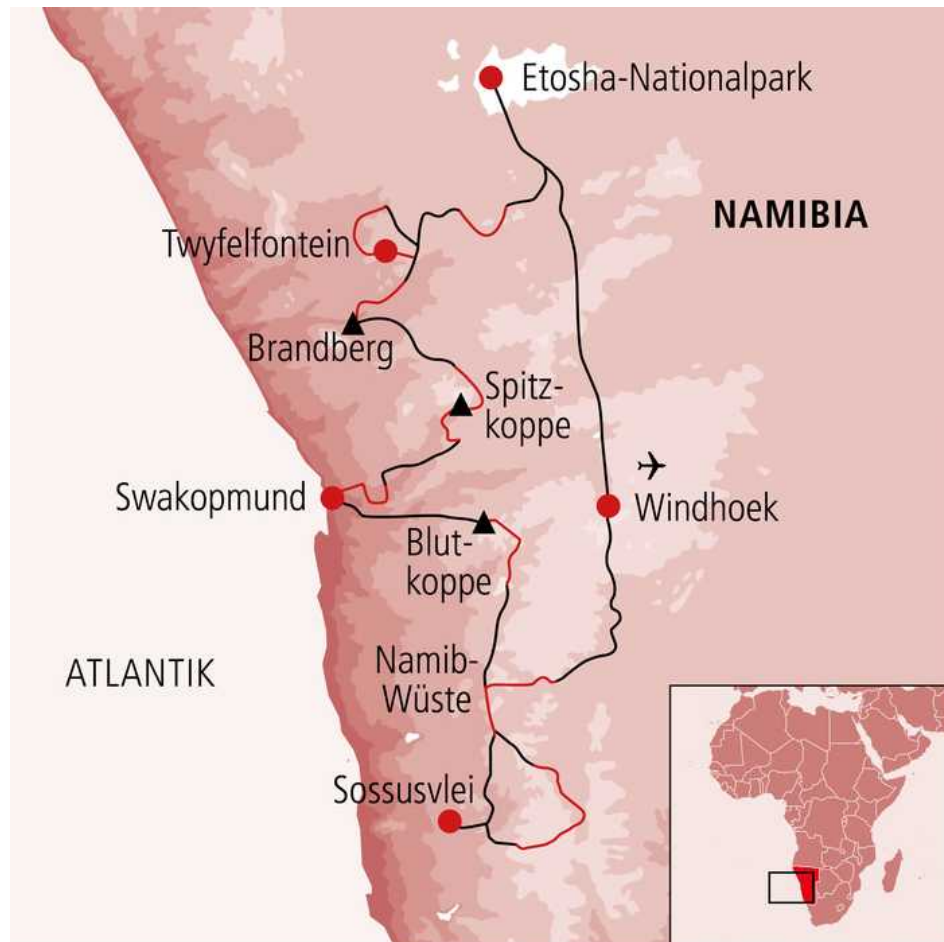 Etosha-Nationalpark
NAMIBIA
Twyfelfontein
Brandberg
Spitz-
koppe
Swakopmund
Windhoek
Blut-
koppe
ATLANTIK
Namib-
Wüste
Sossusvlei